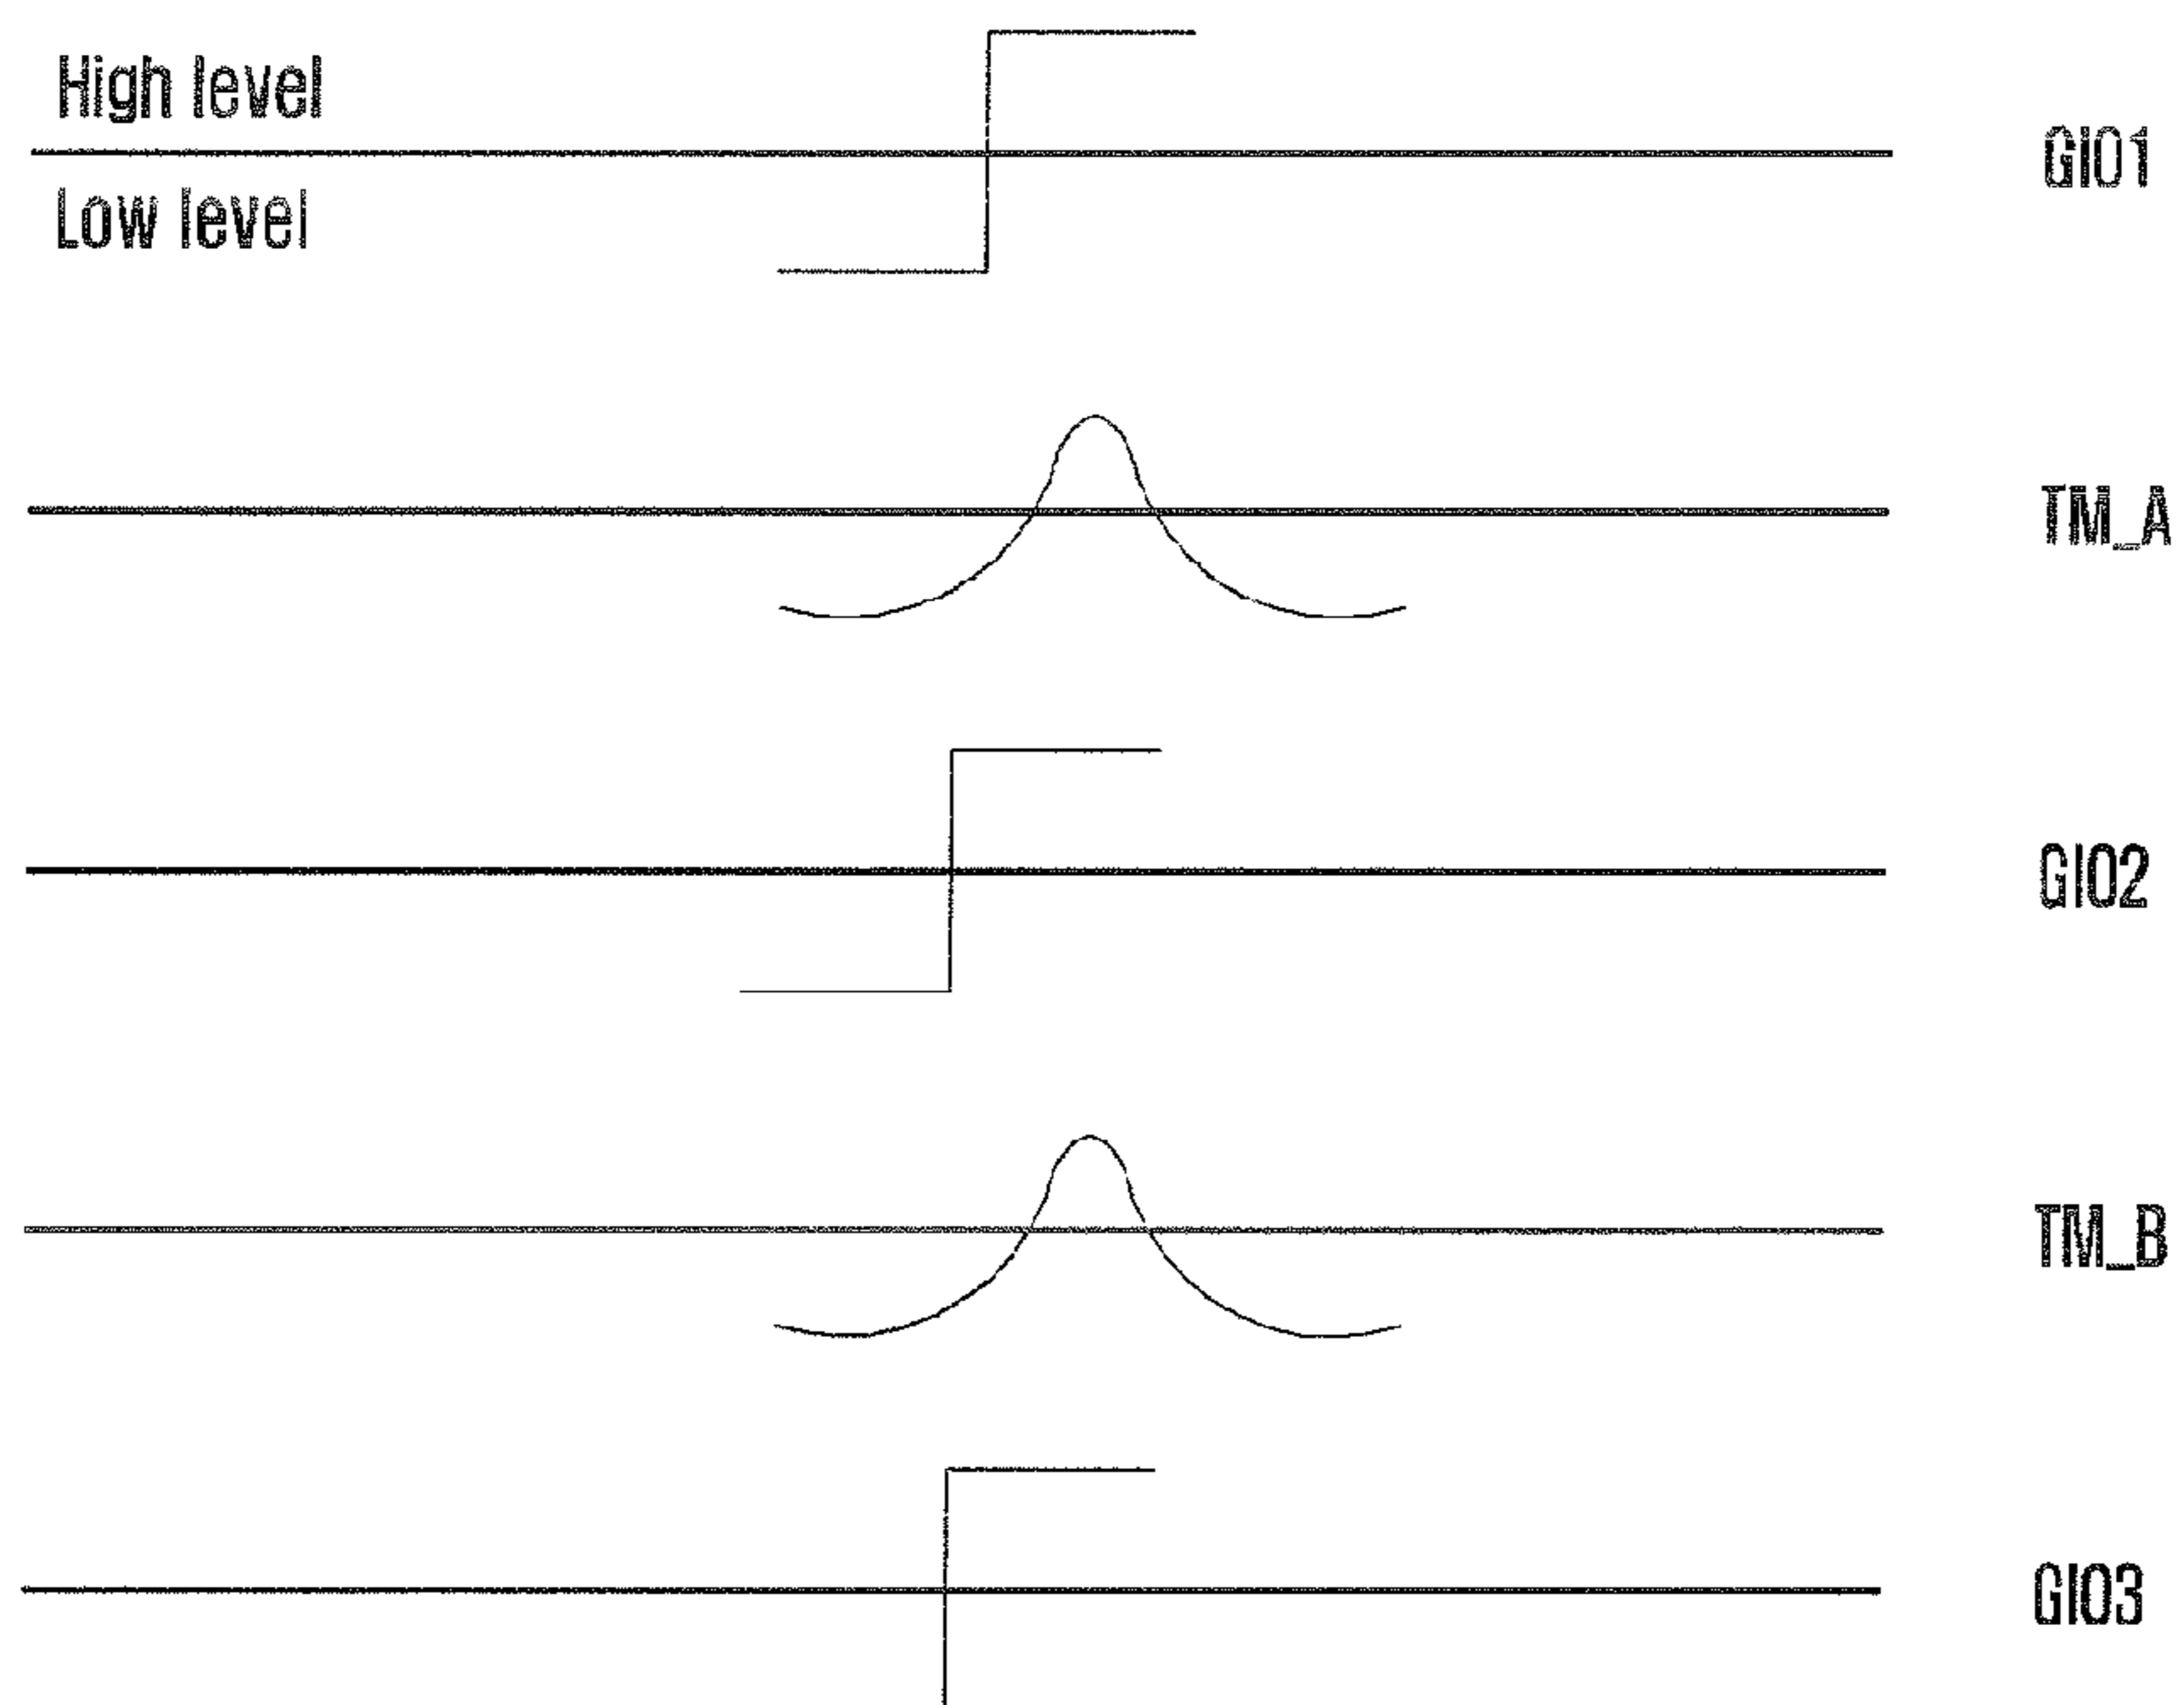 High level
GIO1
Low level
TM_A
GIO2
TM_B
GIO3